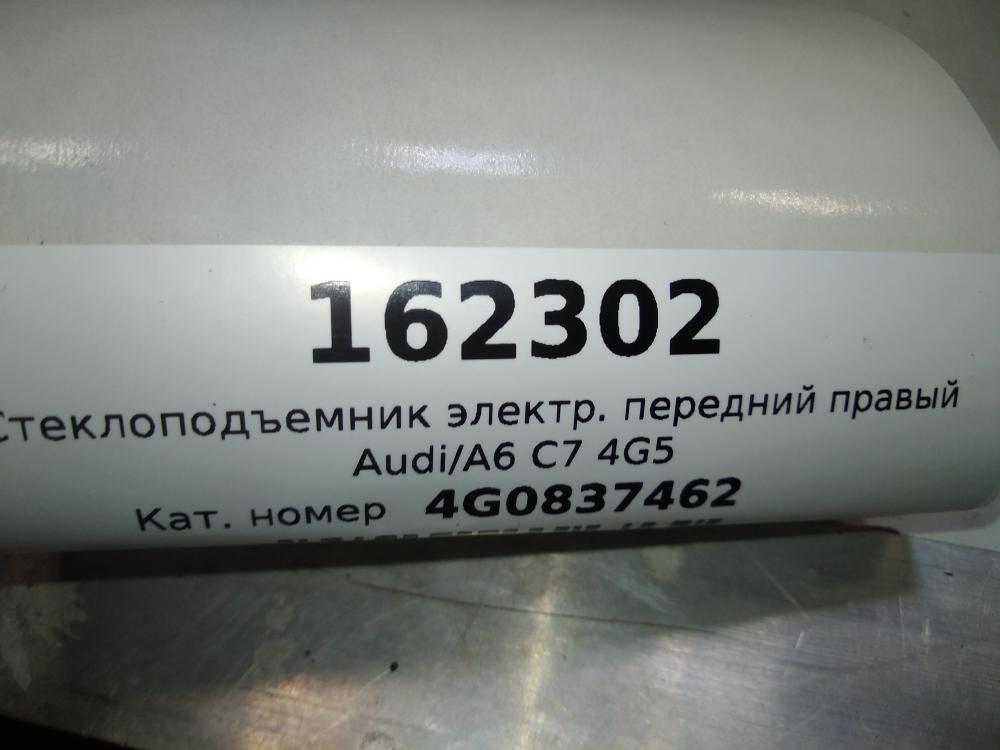 162302
Стеклоподъемник электр. передний правый
Audi/A6 C7 4G5
Кат. номер 4G0837462